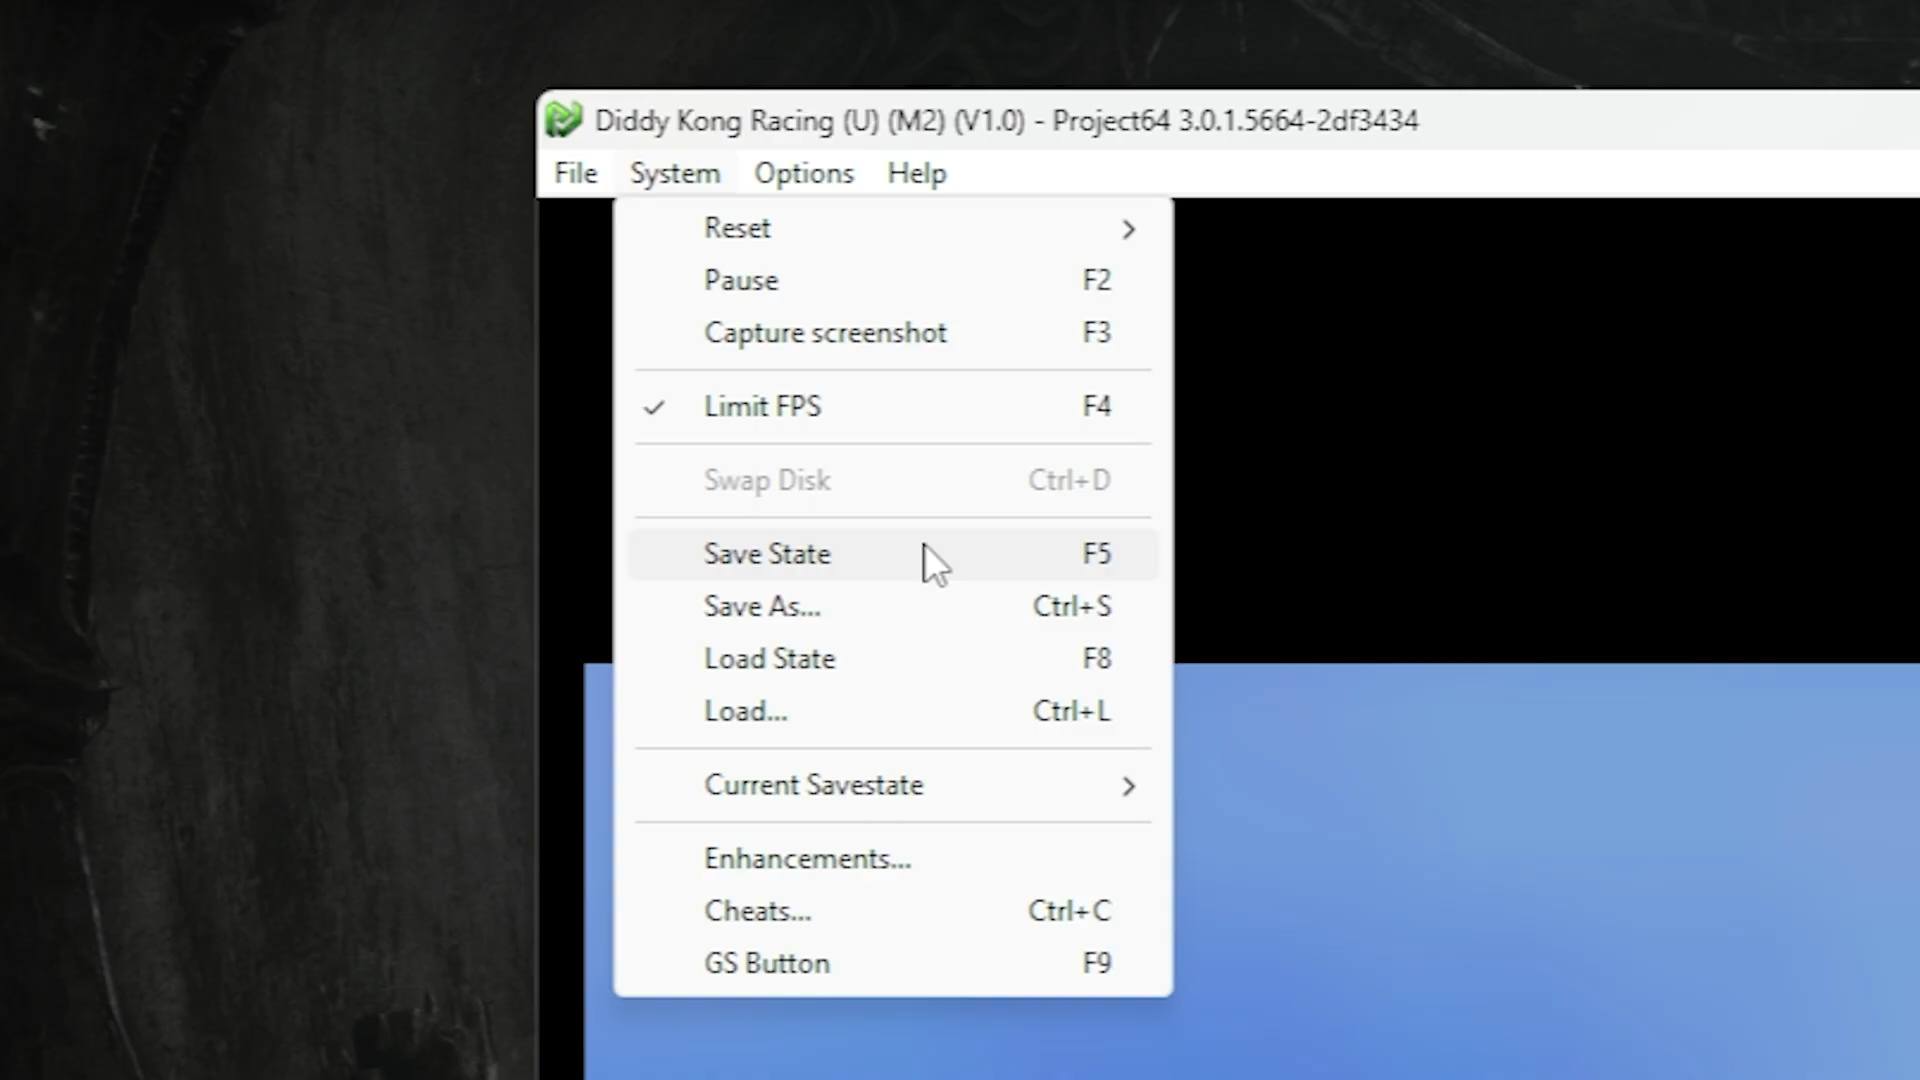 Diddy Kong Racing (U) (M2) (V1.0) - Project64 3.0.1.5664-2df3434
File System Options Help
Reset
Pause F2
Capture screenshot F3
Limit FPS F4
Swap Disk Ctrl+D
Save State F5
Save As... Ctrl+S
Load State F8
Load... Ctrl+L
Current Savestate
Enhancements...
Cheats... Ctrl+C
GS Button F9